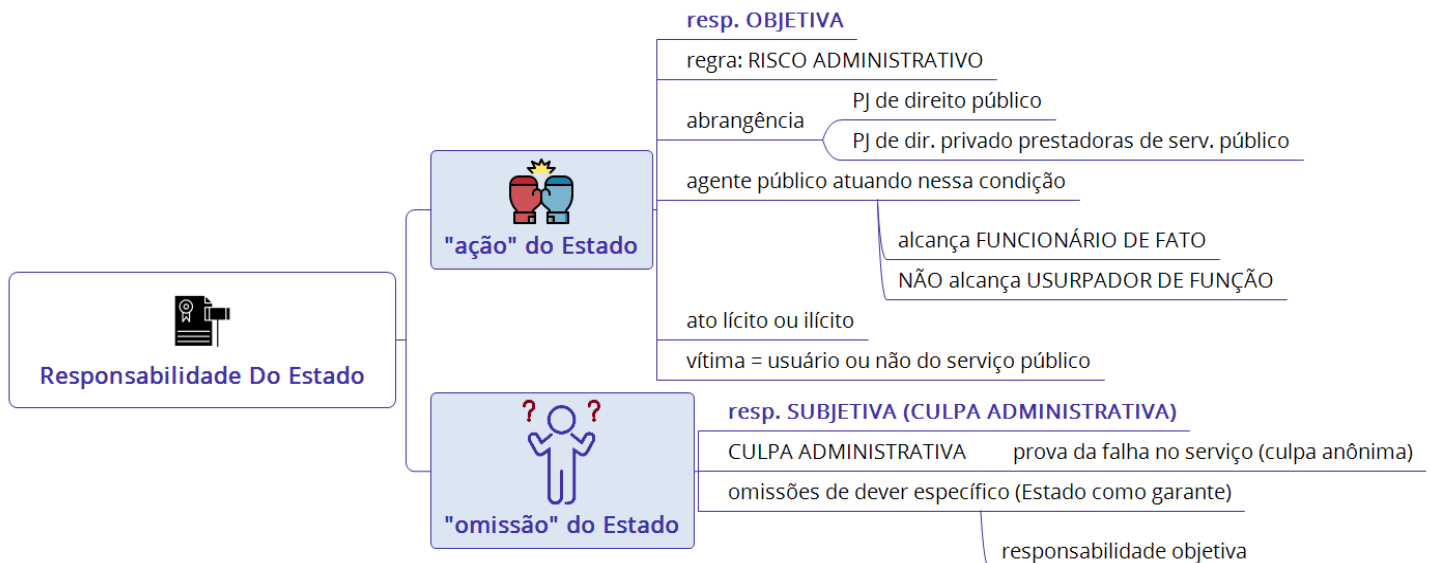 Responsabilidade Do Estado
"ação" do Estado
resp. OBJETIVA
regra: RISCO ADMINISTRATIVO
abrangência
PJ de direito público
PJ de dir. privado prestadoras de serv. público
agente público atuando nessa condição
alcança FUNCIONÁRIO DE FATO
NÃO alcança USURPADOR DE FUNÇÃO
ato lícito ou ilícito
vítima = usuário ou não do serviço público
? ?
"omissão" do Estado
resp. SUBJETIVA (CULPA ADMINISTRATIVA)
CULPA ADMINISTRATIVA
prova da falha no serviço (culpa anônima)
omissões de dever específico (Estado como garante)
responsabilidade objetiva